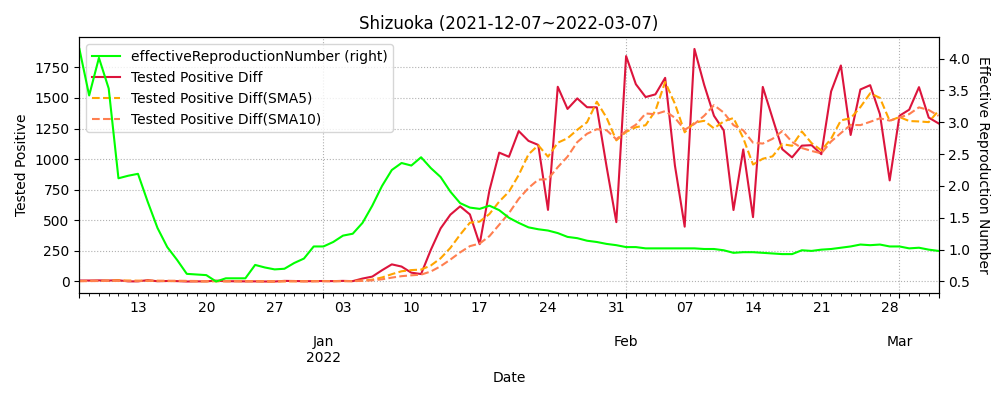 Shizuoka (2021-12-07~2022-03-07)
effectiveReproductionNumber (right)
Tested Positive Diff
Tested Positive Diff(SMA5)
Tested Positive Diff(SMA10)
Tested Positive
1750
1500
1250
1000
750
500
250
0
4.0
3.5
3.0
2.5
2.0
1.5
1.0
0.5
Effective Reproduction Number
13 20 27 03 10 17 24 31 07 14 21 28
Jan Feb Mar
2022
Date